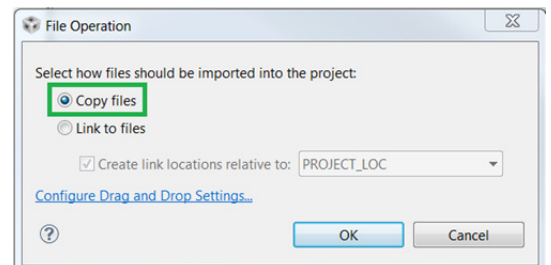 File Operation
Select how files should be imported into the project:
Copy files
Link to files
Create link locations relative to: PROJECT_LOC
Configure Drag and Drop Settings...
OK Cancel